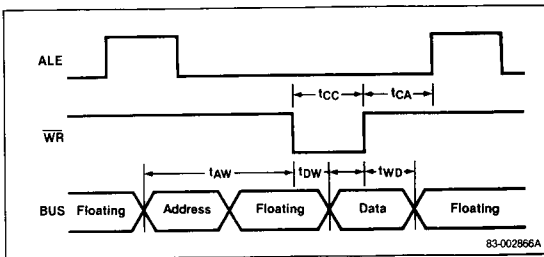 ALE
tCC
tCA
WR
tAW
tDW
tWD
BUS
Floating
Address
Floating
Data
Floating
83-002866A